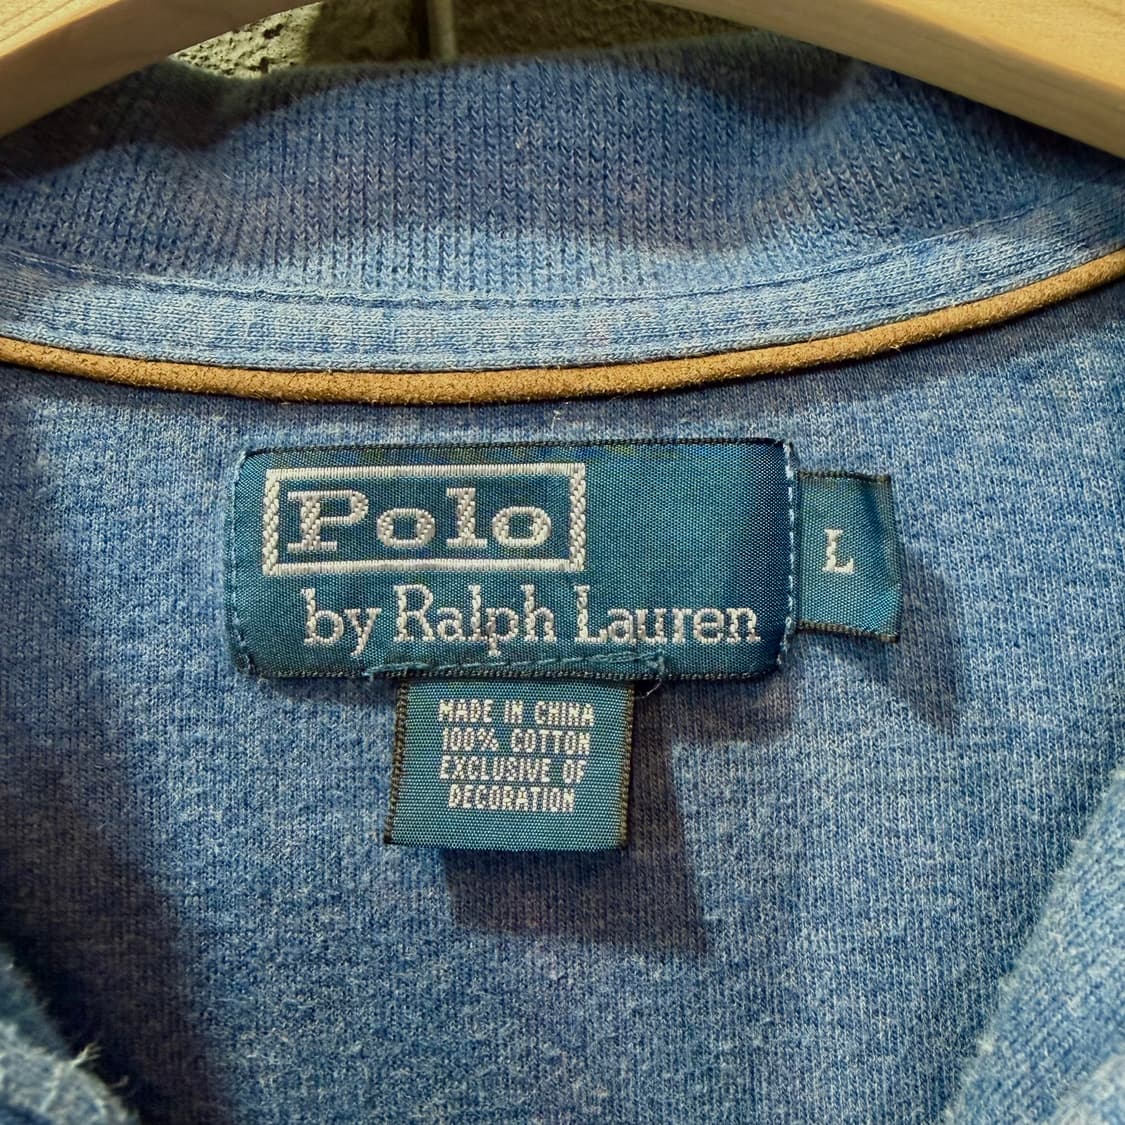 Polo
by Ralph Lauren
L
MADE IN CHINA
100% COTTON
EXCLUSIVE OF
DECORATION